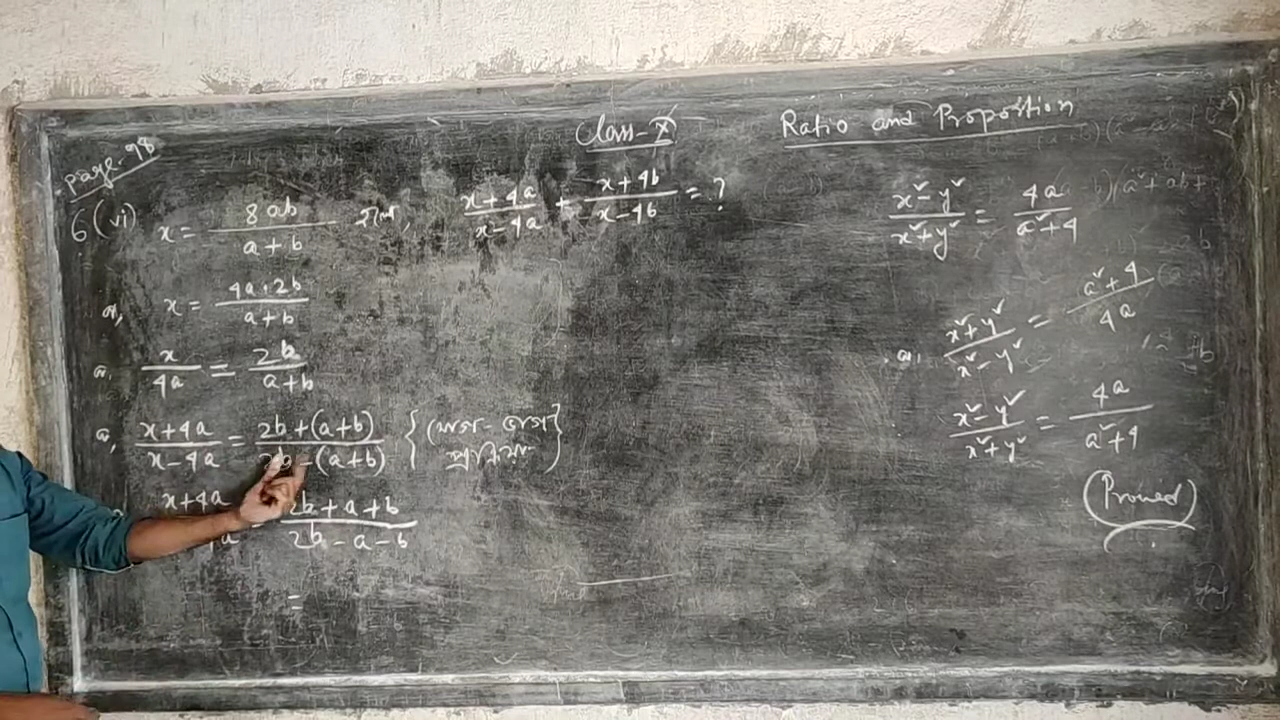 Class-X
Ratio and Proportion
page-98
6(vi) x = 8ab / a+b হলে, x+4a / x-4a + x+4b / x-4b = ?
বা, x = 4a·2b / a+b
বা, x / 4a = 2b / a+b
বা, x+4a / x-4a = 2b+(a+b) / 2b-(a+b) {যোগ-ভাগ প্রক্রিয়া}
x+4a / 4a = 2b+a+b / 2b-a-b
=
x²-y² / x²+y² = 4a / a²+4
বা, x²+y² / x²-y² = a²+4 / 4a
x²-y² / x²+y² = 4a / a²+4
(Proved)